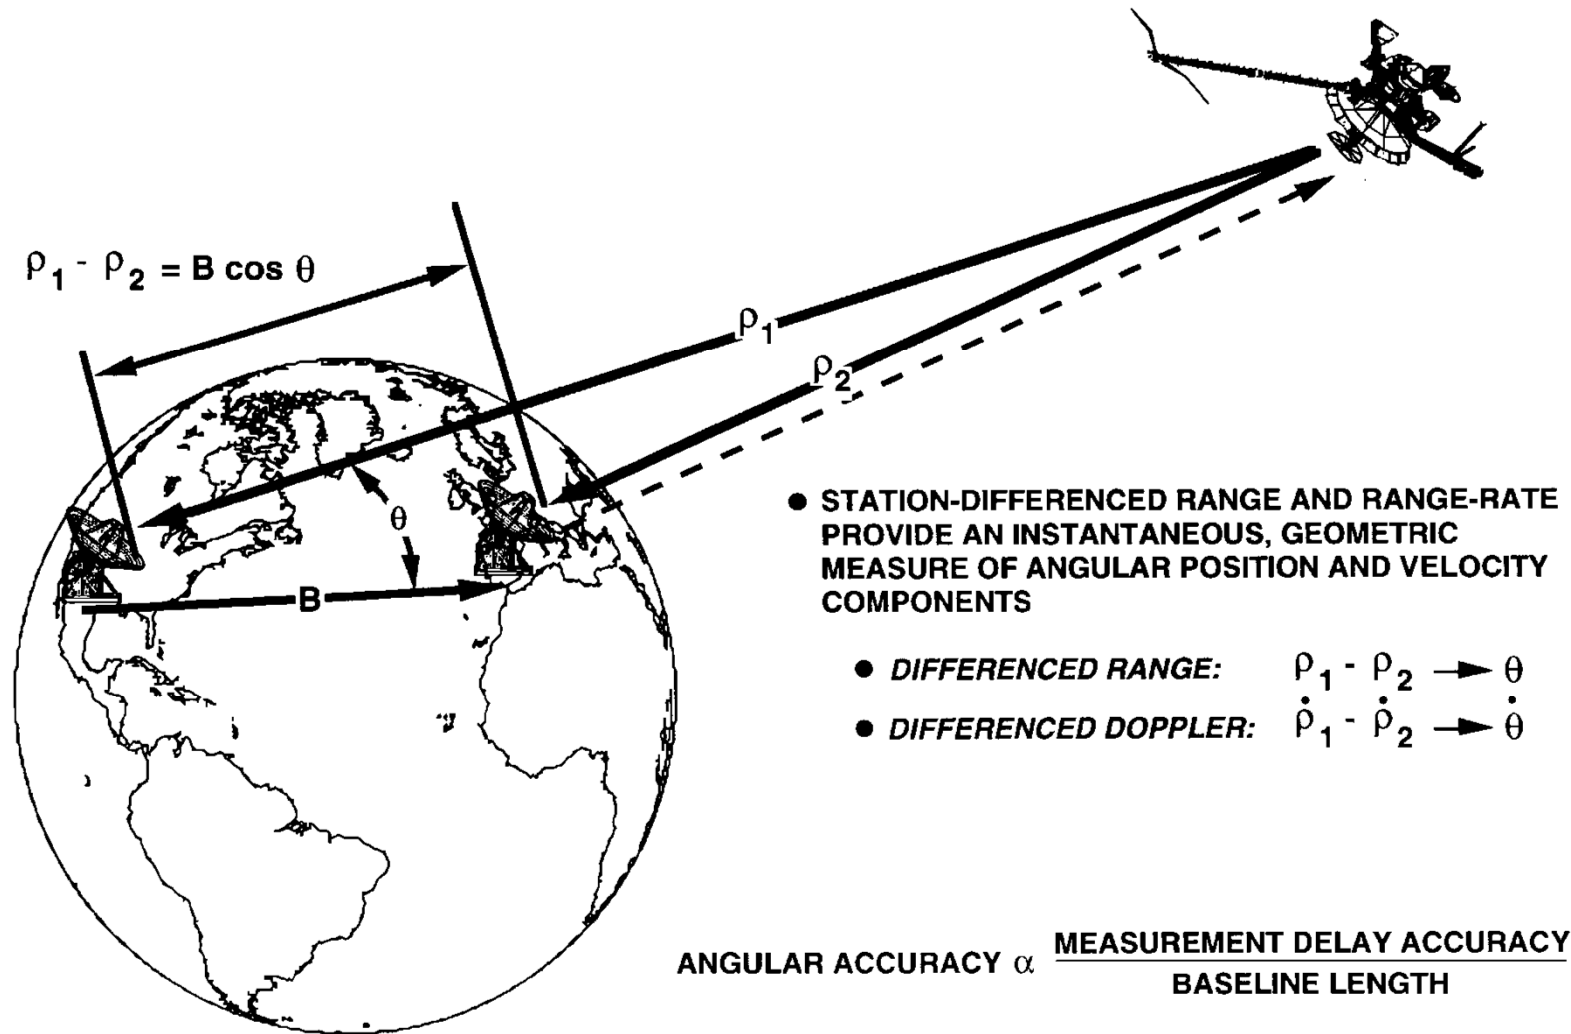 ρ₁ - ρ₂ = B cos θ
ρ₁
ρ₂
θ
B
● STATION-DIFFERENCED RANGE AND RANGE-RATE
PROVIDE AN INSTANTANEOUS, GEOMETRIC
MEASURE OF ANGULAR POSITION AND VELOCITY
COMPONENTS
● DIFFERENCED RANGE: ρ₁ - ρ₂ → θ
● DIFFERENCED DOPPLER: ρ̇₁ - ρ̇₂ → θ̇
ANGULAR ACCURACY α MEASUREMENT DELAY ACCURACY
BASELINE LENGTH